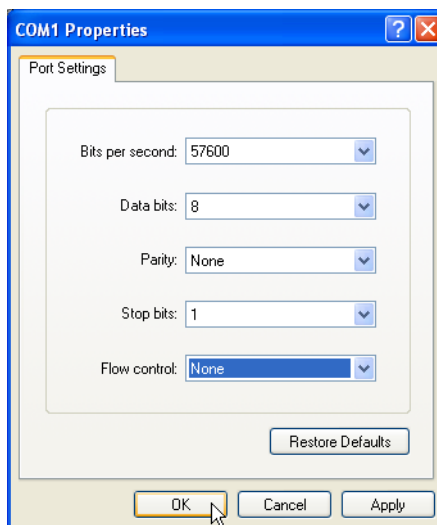 COM1 Properties
Port Settings
Bits per second: 57600
Data bits: 8
Parity: None
Stop bits: 1
Flow control: None
Restore Defaults
OK Cancel Apply